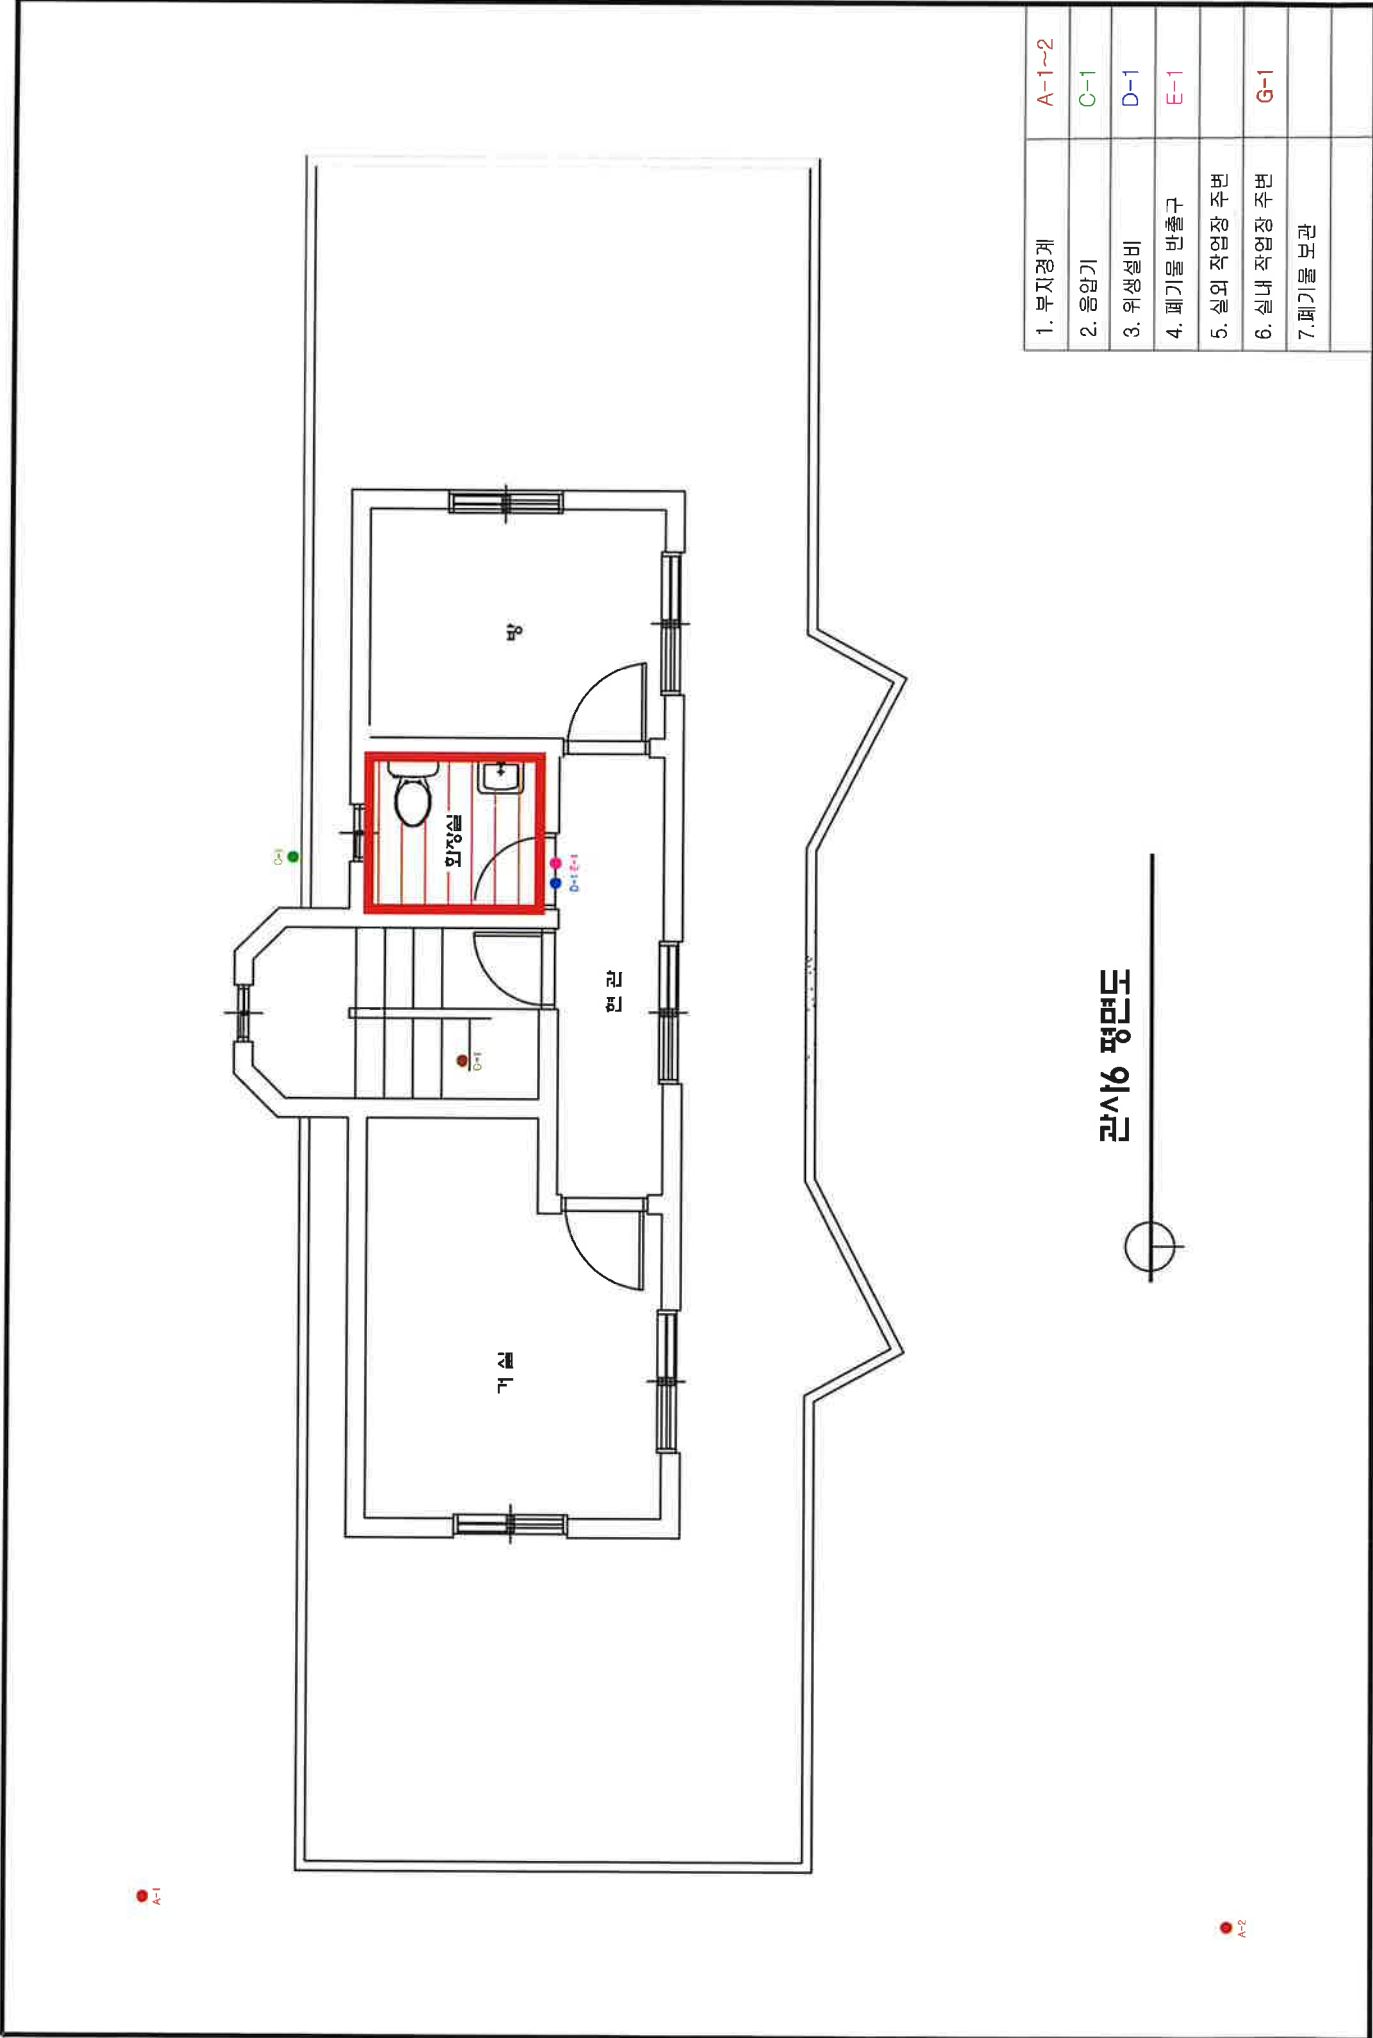 1. 부지경계 A-1~2
2. 음압기 C-1
3. 위생설비 D-1
4. 폐기물 반출구 E-1
5. 실외 작업장 주변
6. 실내 작업장 주변 G-1
7.폐기물 보관
C-1
화장실
방
D-1 E-1
G-1
현 관
거 실
A-1
A-2
관사6 평면도